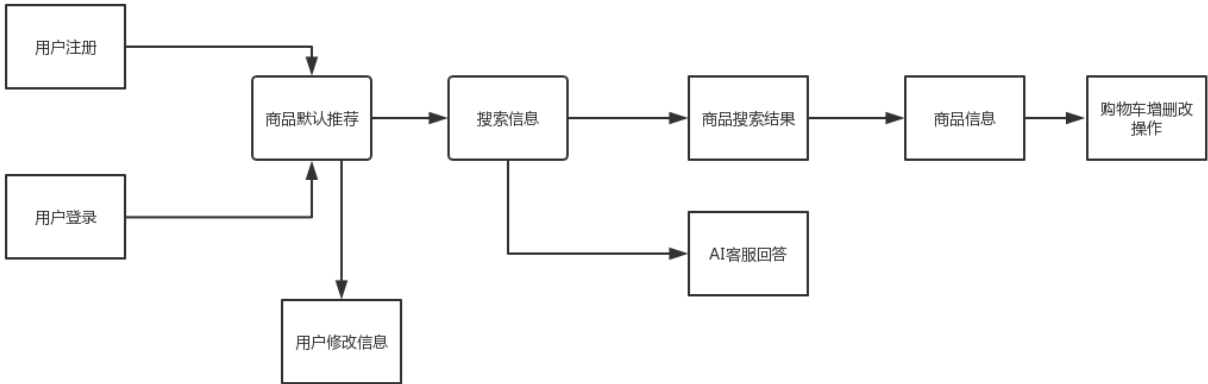 用户注册
商品默认推荐
搜索信息
商品搜索结果
商品信息
购物车增删改
操作
用户登录
AI客服回答
用户修改信息